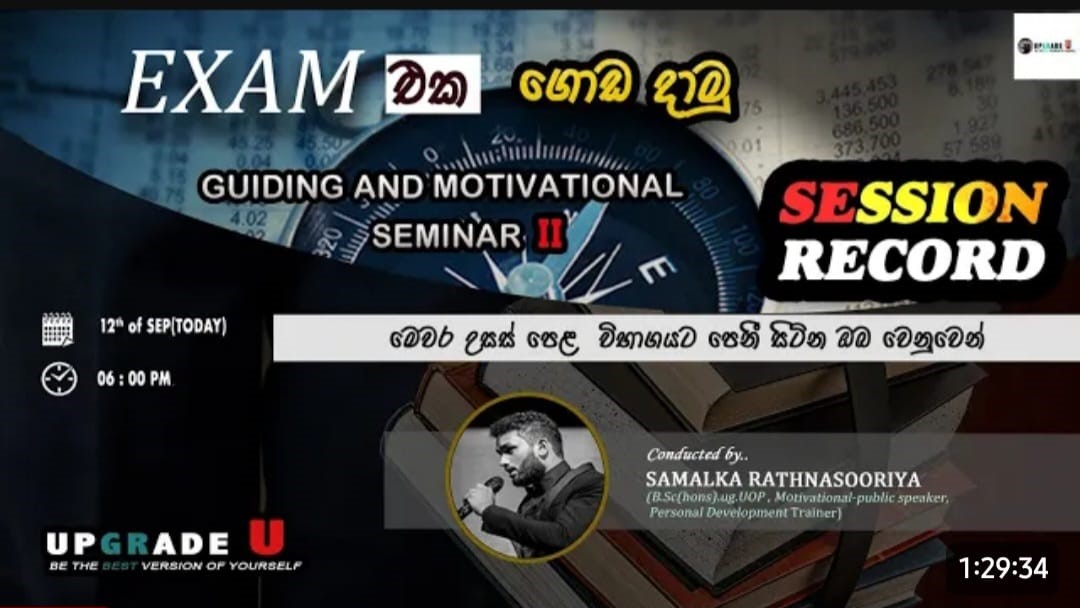 UPGRADE U
EXAM එක ගොඩ දාමු
GUIDING AND MOTIVATIONAL
SEMINAR II
SESSION
RECORD
12th of SEP(TODAY)
06 : 00 PM
මෙවර උසස් පෙළ විභාගයට පෙනී සිටින ඔබ වෙනුවෙන්
Conducted by..
SAMALKA RATHNASOORIYA
(B.Sc(hons).ug.UOP , Motivational-public speaker,
Personal Development Trainer)
UPGRADE U
BE THE BEST VERSION OF YOURSELF
1:29:34